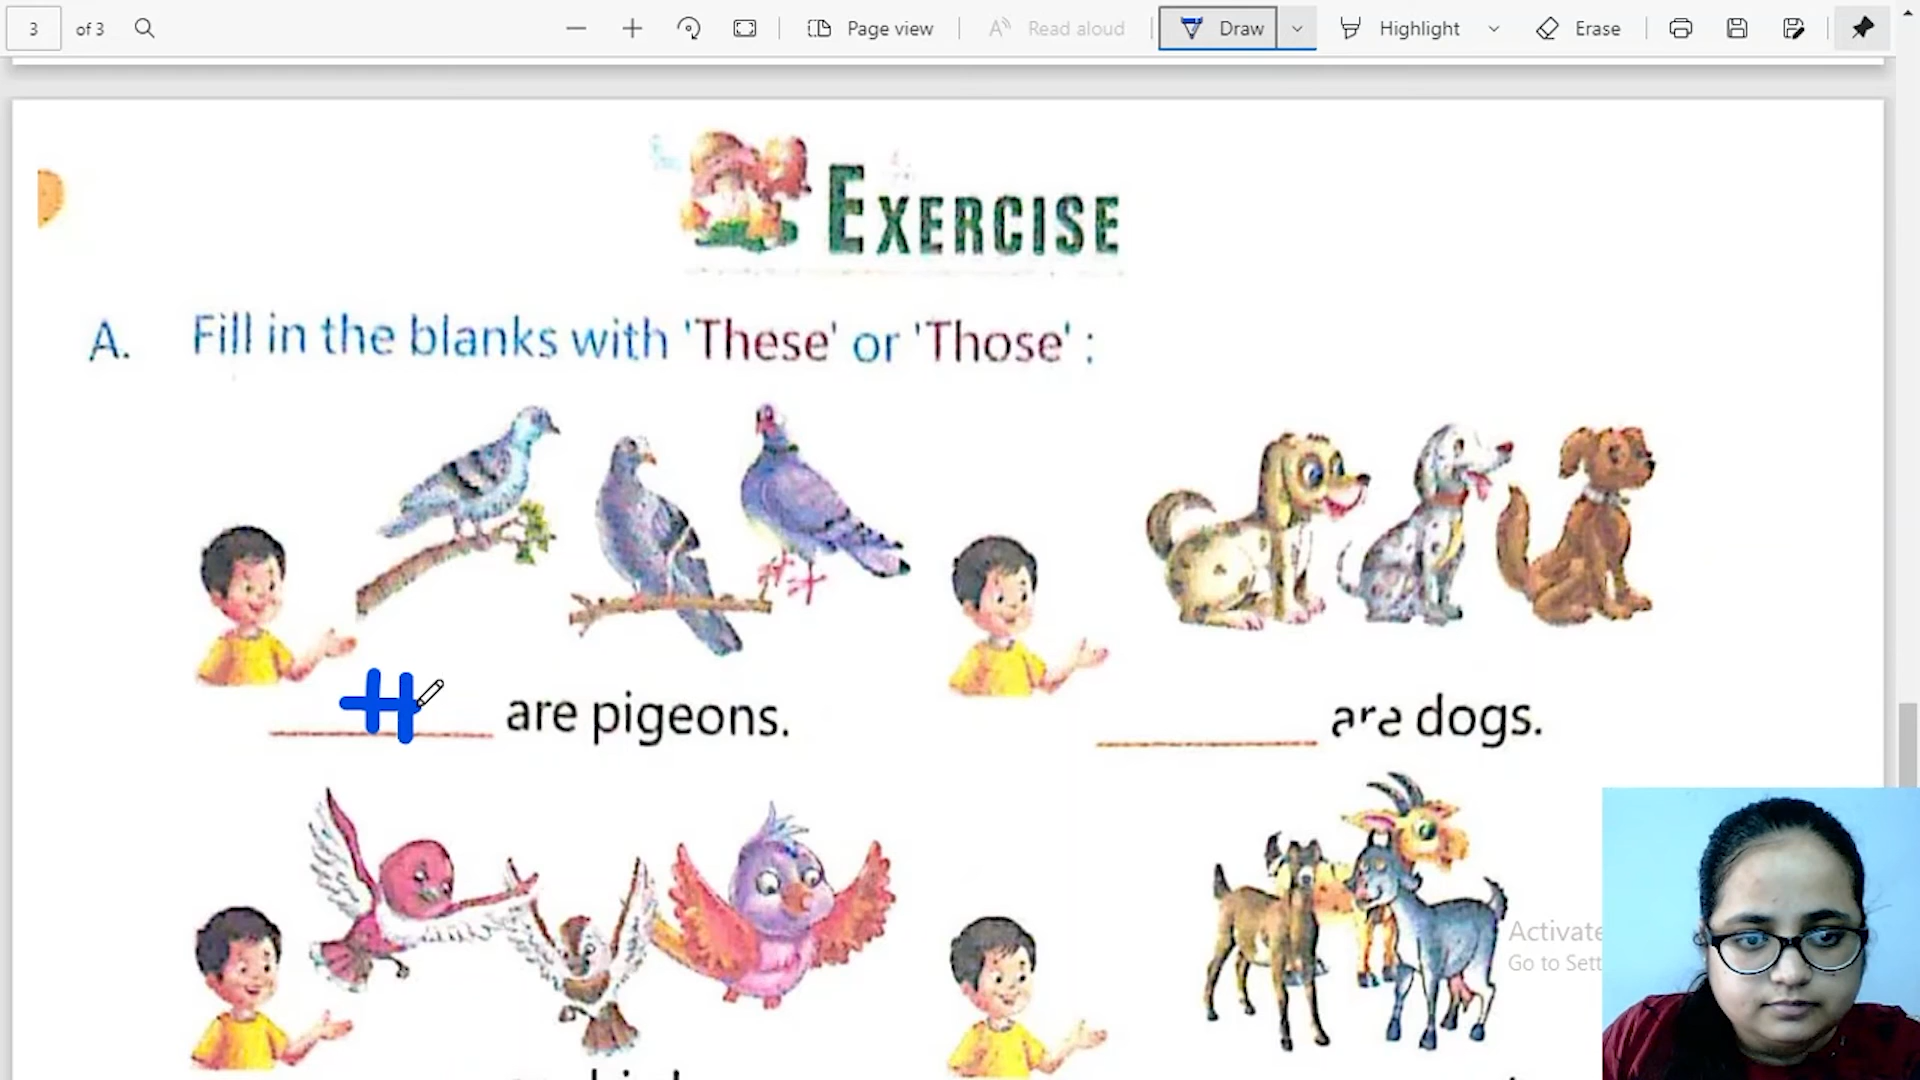 3 of 3 Page view Read aloud Draw Highlight Erase
EXERCISE
A. Fill in the blanks with 'These' or 'Those' :
are pigeons.
are dogs.
Activate
Go to Sett